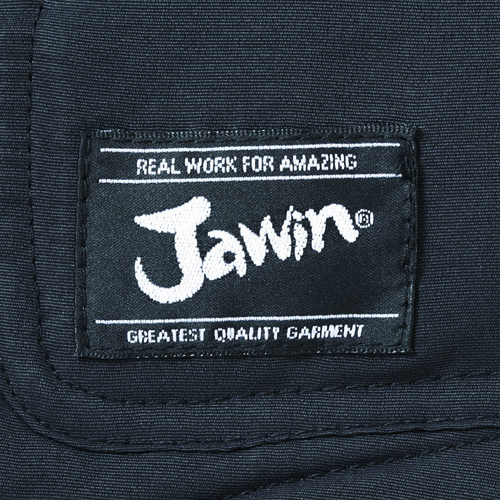 REAL WORK FOR AMAZING
Jawin®
GREATEST QUALITY GARMENT